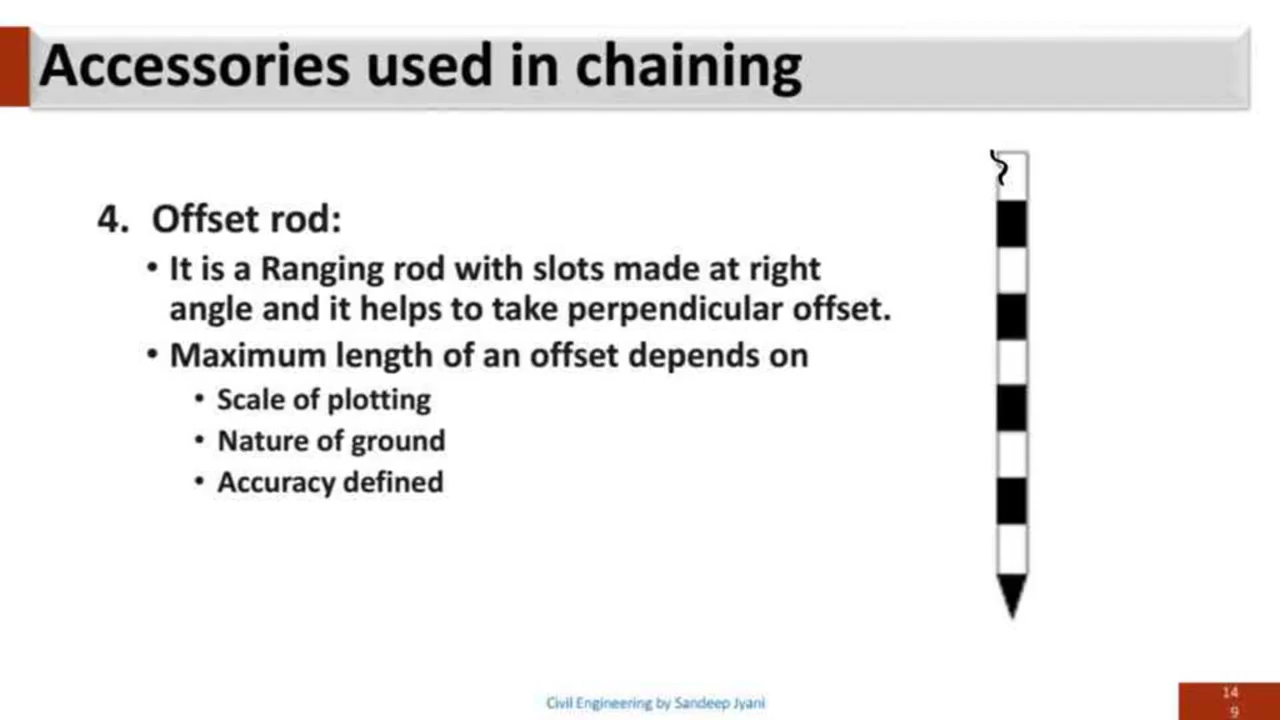 Accessories used in chaining
4. Offset rod:
• It is a Ranging rod with slots made at right
angle and it helps to take perpendicular offset.
• Maximum length of an offset depends on
• Scale of plotting
• Nature of ground
• Accuracy defined
Civil Engineering by Sandeep Jyani
14
9